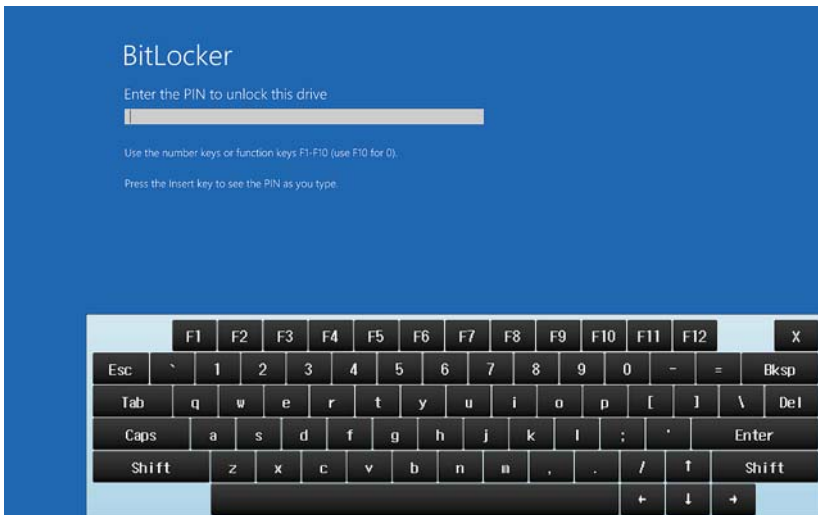 BitLocker
Enter the PIN to unlock this drive
Use the number keys or function keys F1-F10 (use F10 for 0).
Press the Insert key to see the PIN as you type.
F1 F2 F3 F4 F5 F6 F7 F8 F9 F10 F11 F12 X
Esc ` 1 2 3 4 5 6 7 8 9 0 - = Bksp
Tab q w e r t y u i o p [ ] \ Del
Caps a s d f g h j k l ; ' Enter
Shift z x c v b n m , . / ↑ Shift
← ↓ →